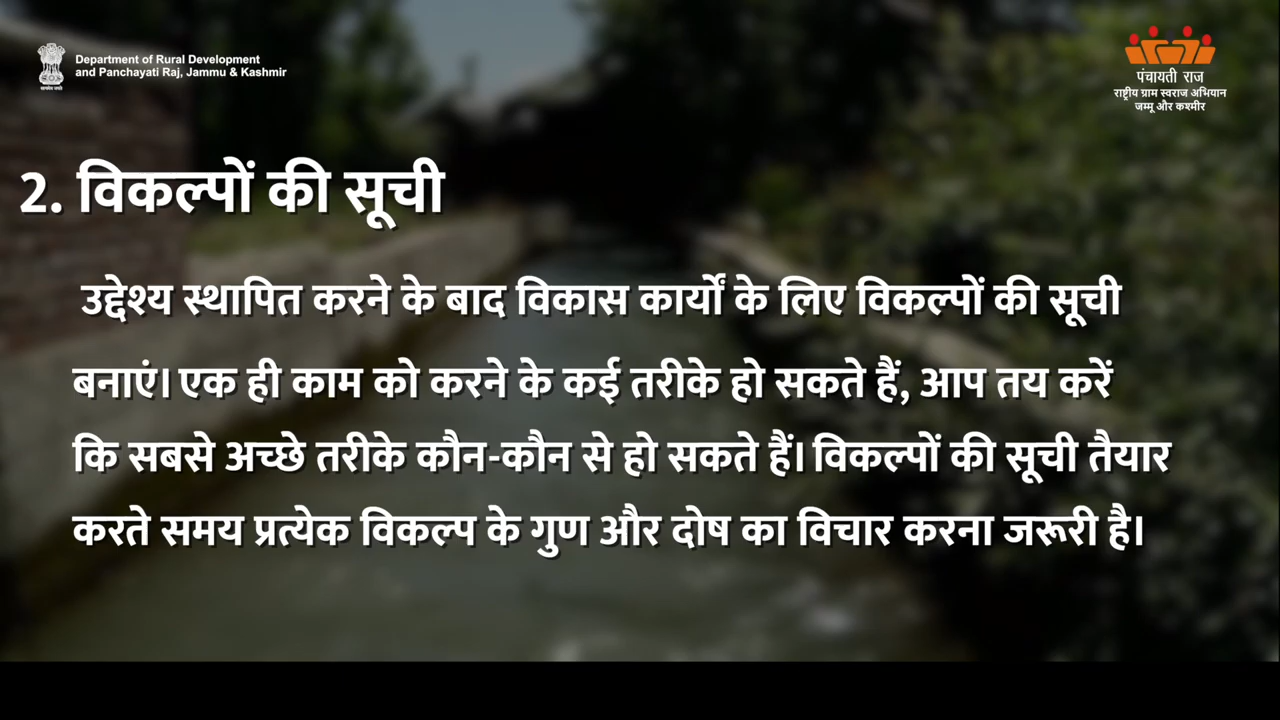 Department of Rural Development
and Panchayati Raj, Jammu & Kashmir
पंचायती राज
राष्ट्रीय ग्राम स्वराज अभियान
जम्मू और कश्मीर
2. विकल्पों की सूची
उद्देश्य स्थापित करने के बाद विकास कार्यों के लिए विकल्पों की सूची
बनाएं। एक ही काम को करने के कई तरीके हो सकते हैं, आप तय करें
कि सबसे अच्छे तरीके कौन-कौन से हो सकते हैं। विकल्पों की सूची तैयार
करते समय प्रत्येक विकल्प के गुण और दोष का विचार करना जरूरी है।